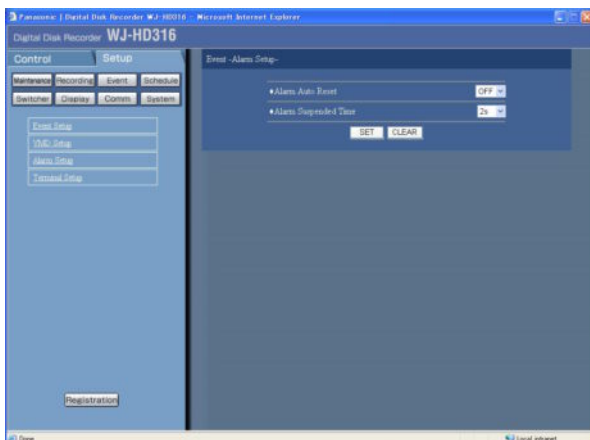 Panasonic | Digital Disk Recorder WJ-HD316 - Microsoft Internet Explorer
Digital Disk Recorder WJ-HD316
Control Setup
Maintenance Recording Event Schedule
Switcher Display Comm. System
Event -Alarm Setup-
Event Setup
VMD Setup
Alarm Setup
Terminal Setup
♦Alarm Auto Reset OFF
♦Alarm Suspended Time 2s
SET CLEAR
Registration
Done Local intranet